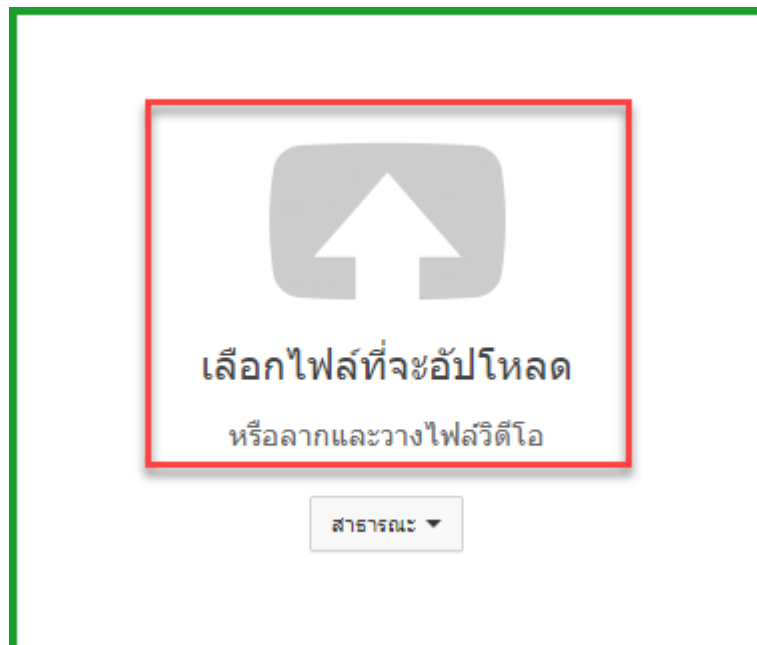 เลือกไฟล์ที่จะอัปโหลด
หรือลากและวางไฟล์วิดีโอ
สาธารณะ